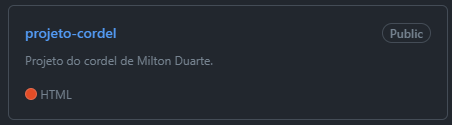 projeto-cordel
Public
Projeto do cordel de Milton Duarte.
HTML